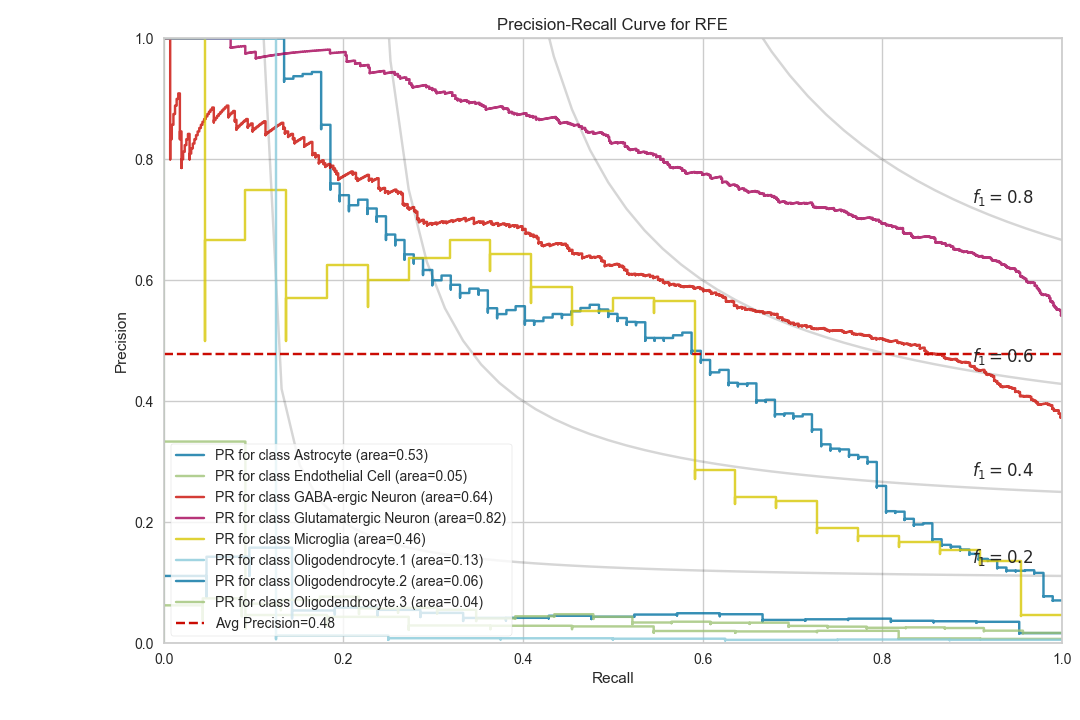 Precision-Recall Curve for RFE
1.0
0.8
0.6
0.4
0.2
0.0
Precision
f1 = 0.8
f1 = 0.6
f1 = 0.4
f1 = 0.2
PR for class Astrocyte (area=0.53)
PR for class Endothelial Cell (area=0.05)
PR for class GABA-ergic Neuron (area=0.64)
PR for class Glutamatergic Neuron (area=0.82)
PR for class Microglia (area=0.46)
PR for class Oligodendrocyte.1 (area=0.13)
PR for class Oligodendrocyte.2 (area=0.06)
PR for class Oligodendrocyte.3 (area=0.04)
Avg Precision=0.48
0.0 0.2 0.4 0.6 0.8 1.0
Recall